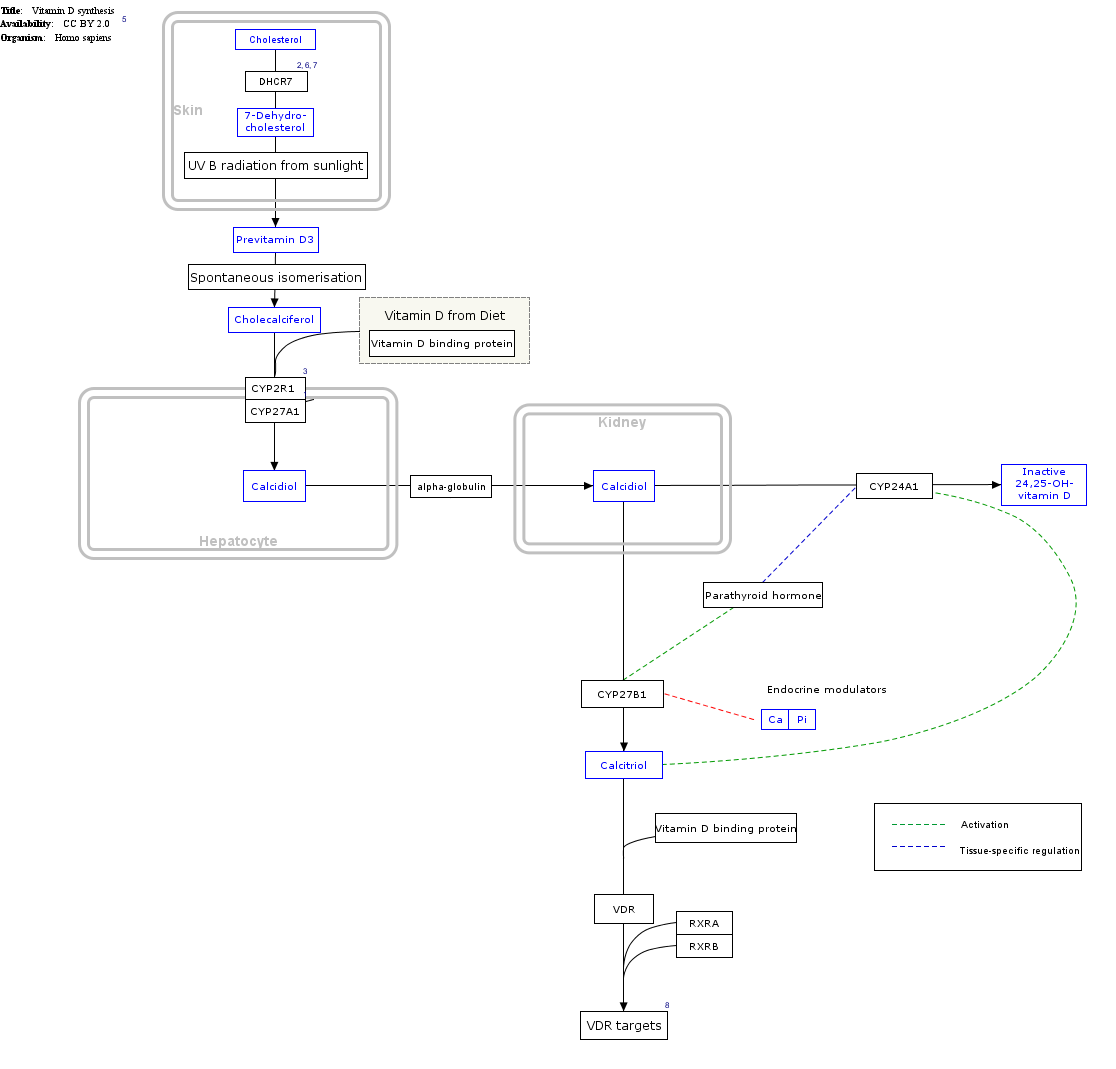 Title: Vitamin D synthesis
Availability: CC BY 2.0
5
Organism: Homo sapiens
Cholesterol
2,6,7
DHCR7
Skin
7-Dehydro-
cholesterol
UV B radiation from sunlight
Previtamin D3
Spontaneous isomerisation
Cholecalciferol
Vitamin D from Diet
Vitamin D binding protein
3
CYP2R1
CYP27A1
Kidney
Calcidiol
alpha-globulin
Calcidiol
CYP24A1
Inactive
24,25-OH-
vitamin D
Hepatocyte
Parathyroid hormone
CYP27B1
Endocrine modulators
Ca
Pi
Calcitriol
Vitamin D binding protein
Activation
Tissue-specific regulation
VDR
RXRA
RXRB
8
VDR targets